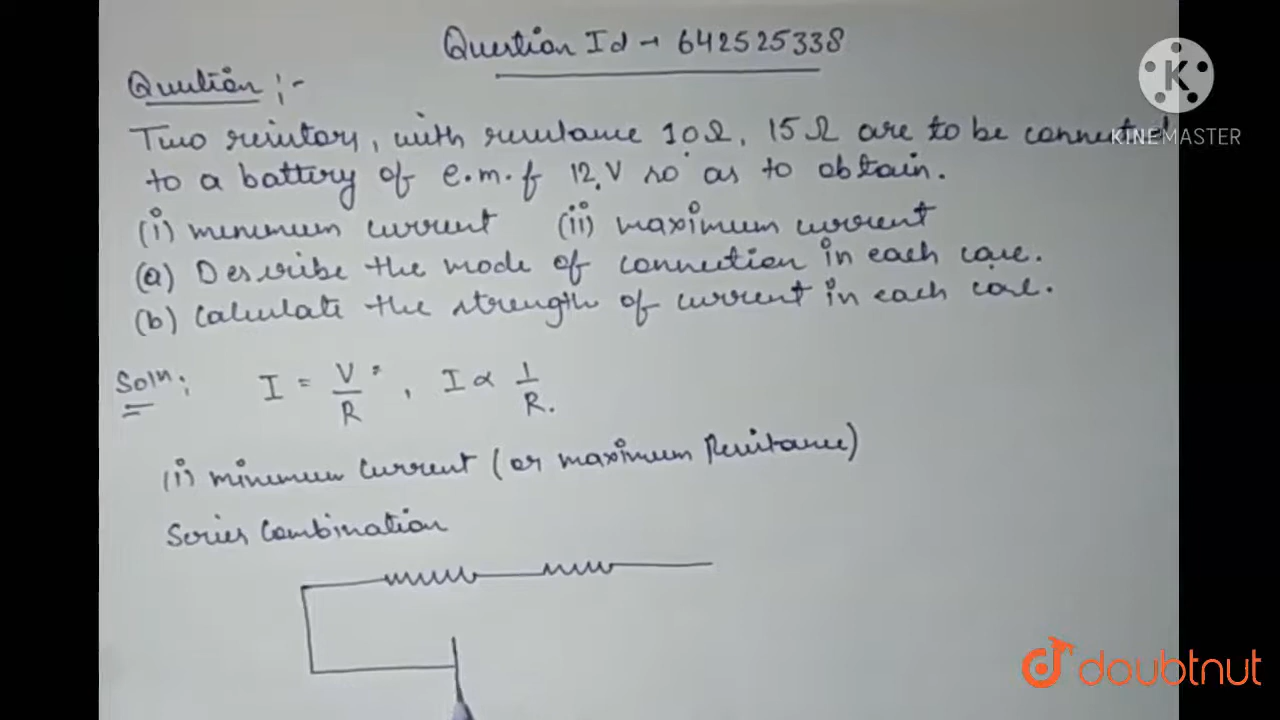 Question Id → 642525338
Question :-
Two resistors, with resistance 10Ω, 15Ω are to be connected
to a battery of e.m.f 12 V so as to obtain.
(i) minimum current (ii) maximum current
(a) Describe the mode of connection in each case.
(b) Calculate the strength of current in each case.
Soln: I = V/R, I ∝ 1/R.
(i) minimum current (or maximum Resistance)
Series Combination
K
KINEMASTER
doubtnut